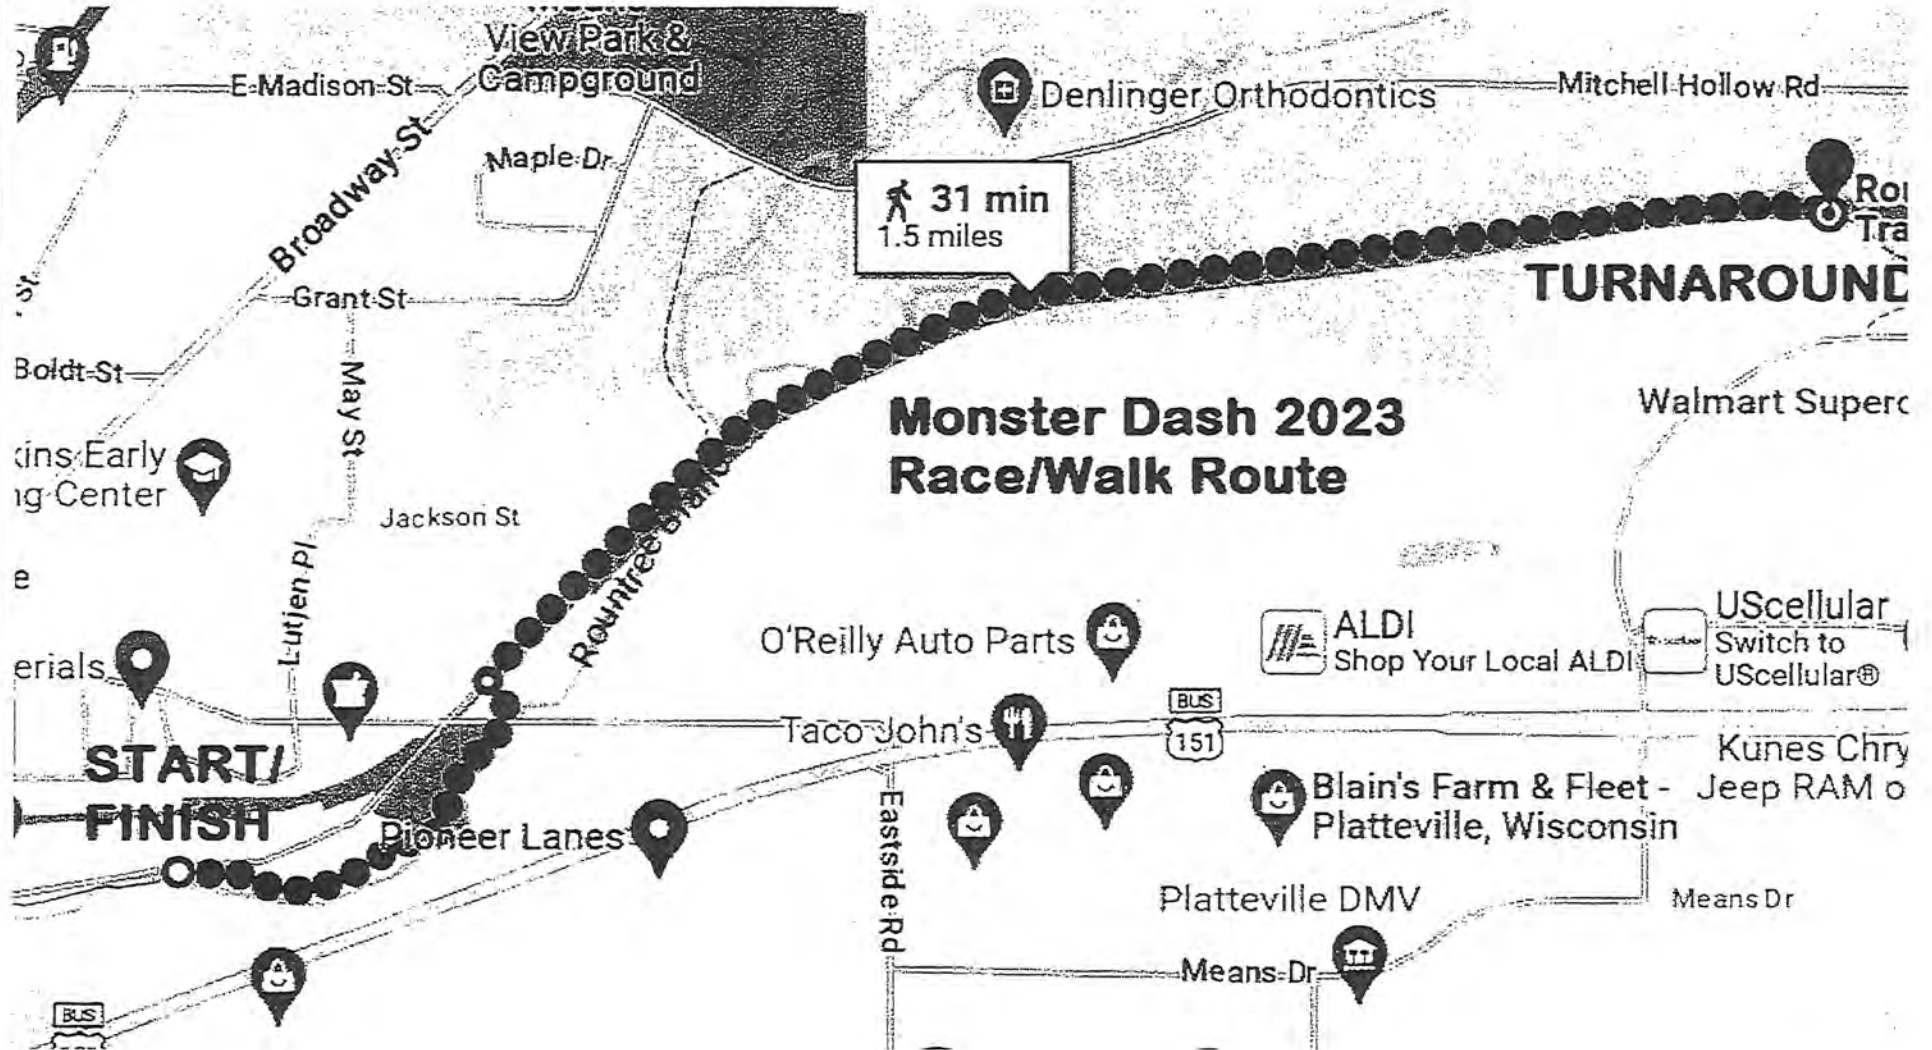 View Park &
Campground
E Madison St
Denlinger Orthodontics
Mitchell Hollow Rd
Broadway St
Maple Dr
31 min
1.5 miles
TURNAROUND
Grant St
Boldt St
May St
Walmart Superc
Monster Dash 2023
Race/Walk Route
kins Early
ng Center
Jackson St
Lutjen Pl
Rountree
O'Reilly Auto Parts
ALDI
Shop Your Local ALDI
UScellular
Switch to
UScellular®
erials
BUS
151
Taco John's
START/
FINISH
Kunes Chry
Jeep RAM o
Blain's Farm & Fleet -
Platteville, Wisconsin
Pioneer Lanes
Eastside Rd
Platteville DMV
Means Dr
Means Dr
BUS